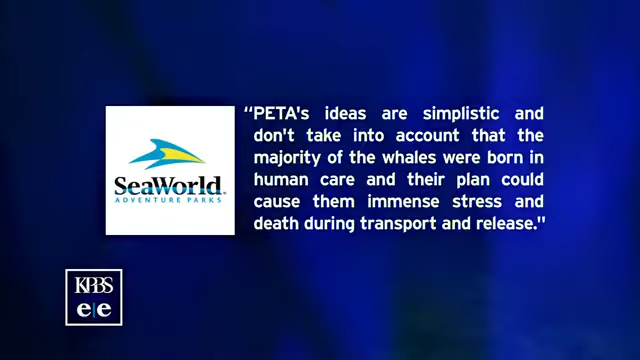 “PETA's ideas are simplistic and
don't take into account that the
majority of the whales were born in
human care and their plan could
cause them immense stress and
death during transport and release."
SeaWorld®
ADVENTURE PARKS
KPBS
e|e